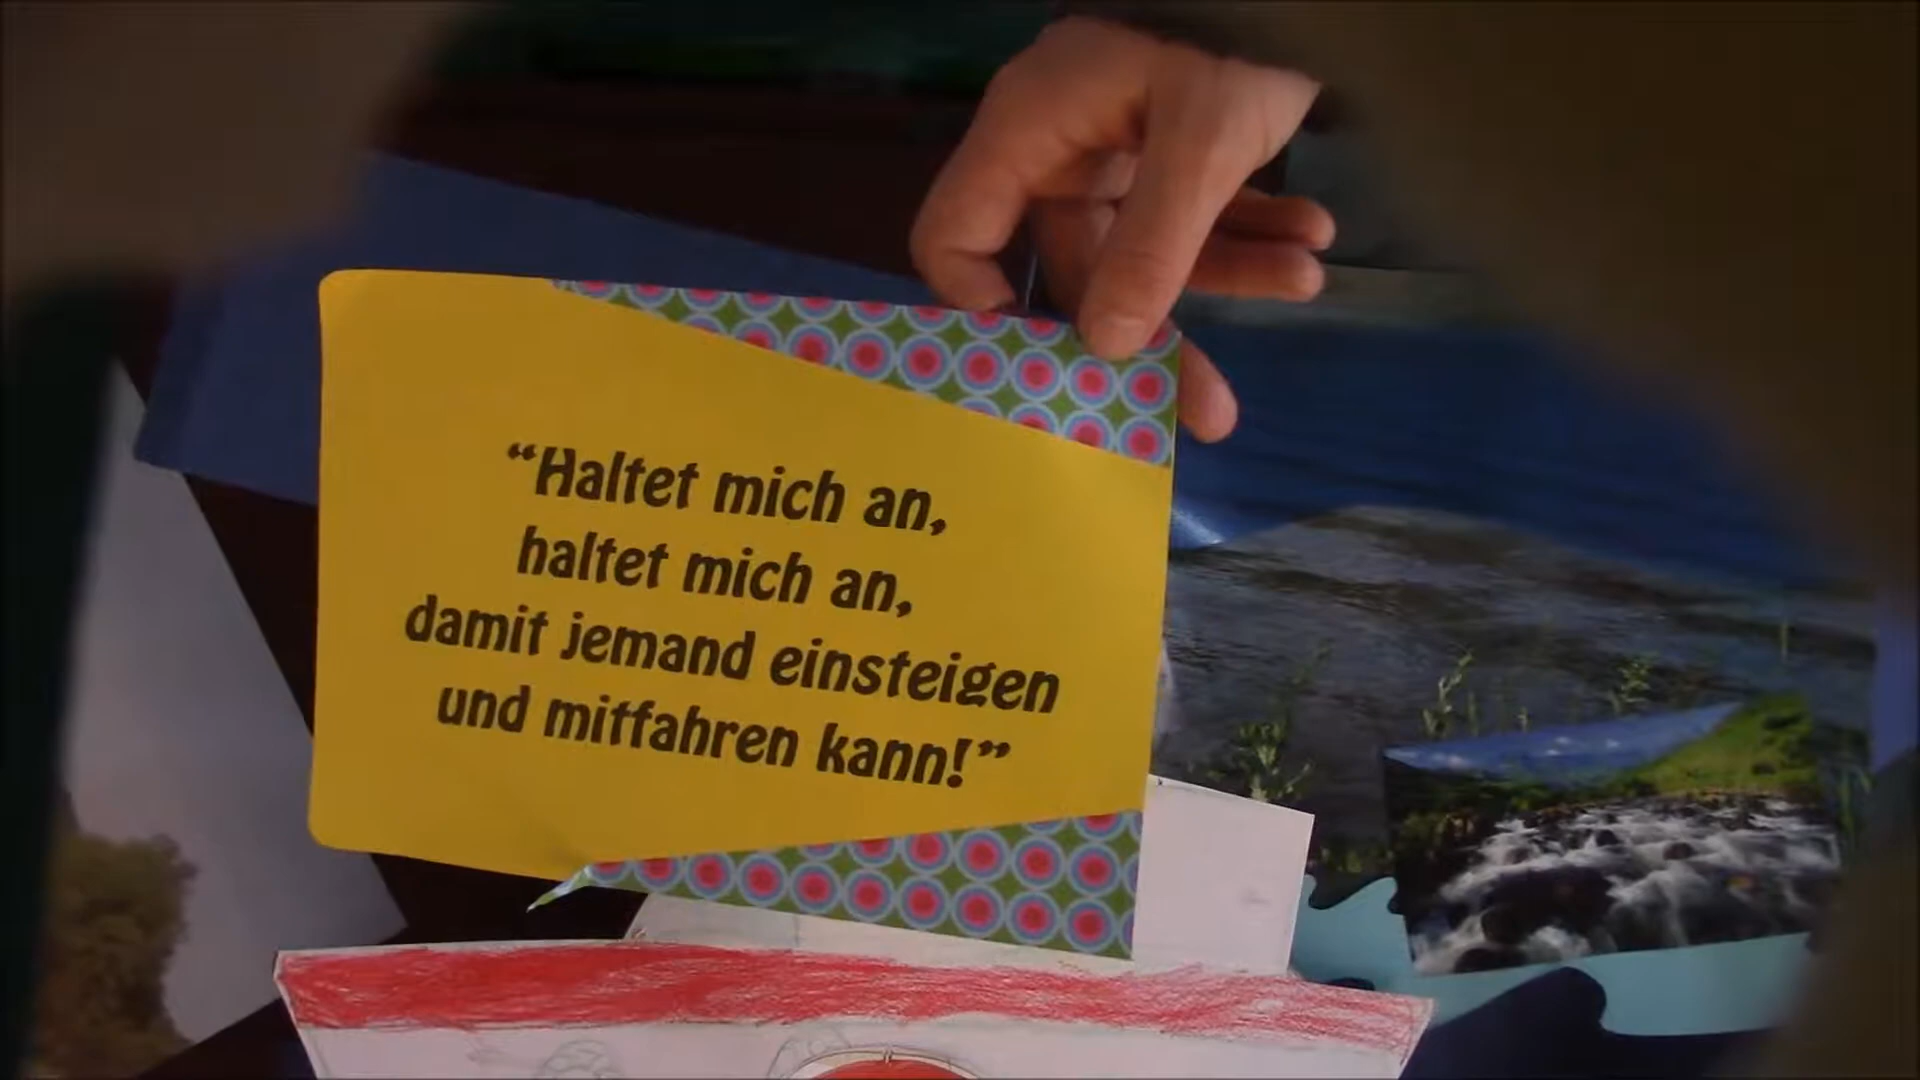 “Haltet mich an,
haltet mich an,
damit jemand einsteigen
und mitfahren kann!”